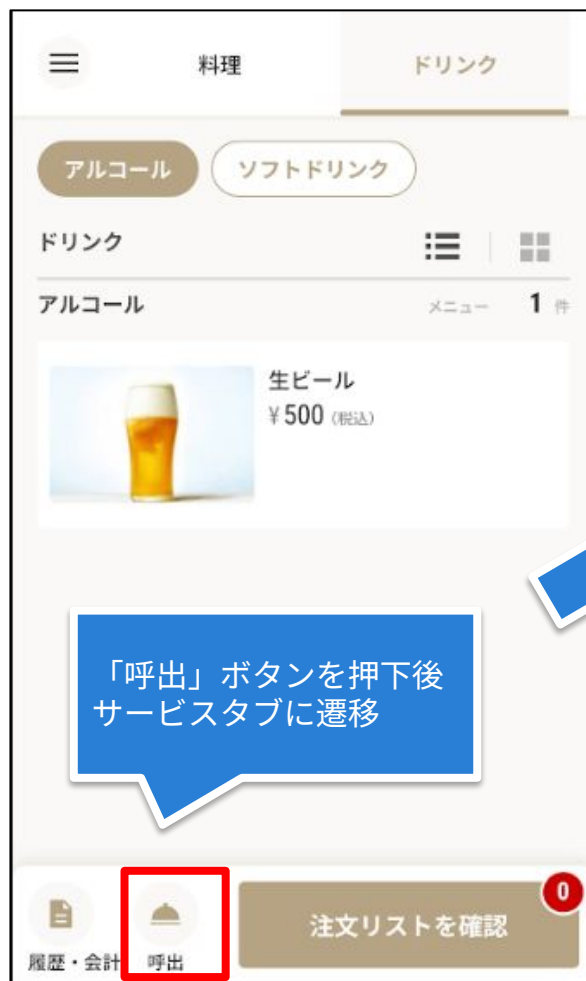 料理
ドリンク
アルコール
ソフトドリンク
ドリンク
アルコール
メニュー 1 件
生ビール
¥500 (税込)
「呼出」ボタンを押下後
サービスタブに遷移
履歴・会計
呼出
注文リストを確認
0